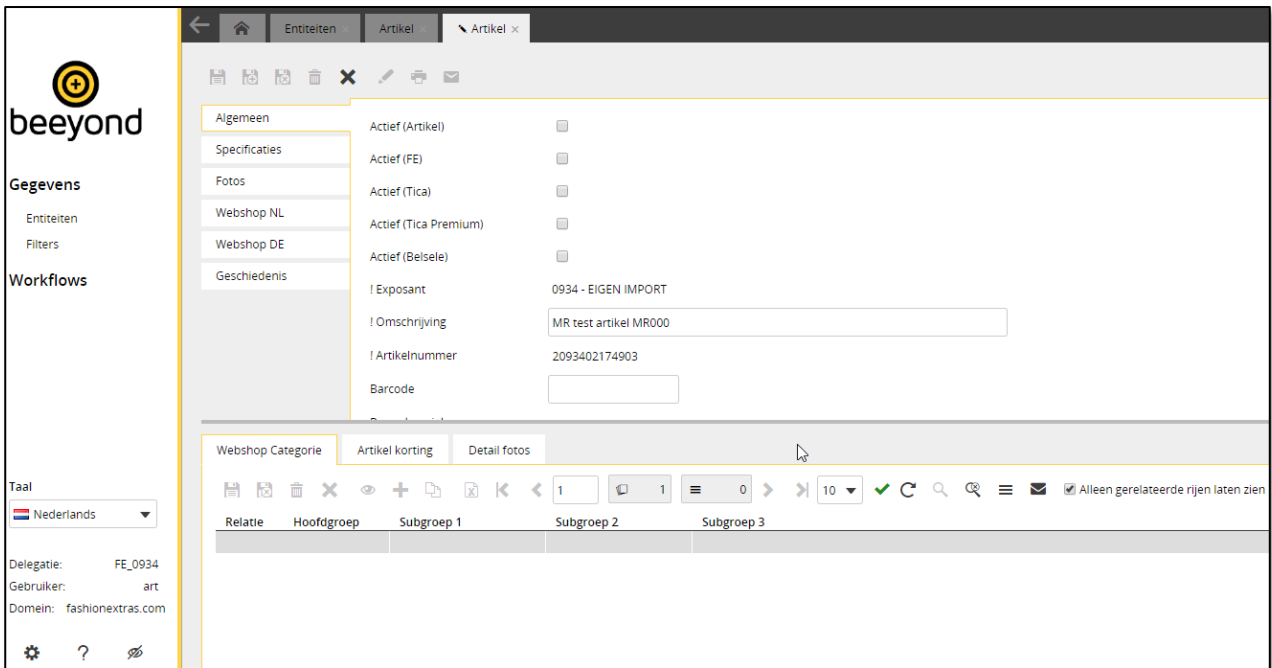 Entiteiten ×
Artikel ×
Artikel ×
beeyond
Gegevens
Entiteiten
Filters
Workflows
Taal
Nederlands
Delegatie: FE_0934
Gebruiker: art
Domein: fashionextras.com
?
Algemeen
Specificaties
Fotos
Webshop NL
Webshop DE
Geschiedenis
Actief (Artikel)
Actief (FE)
Actief (Tica)
Actief (Tica Premium)
Actief (Belsele)
! Exposant 0934 - EIGEN IMPORT
! Omschrijving MR test artikel MR000
! Artikelnummer 2093402174903
Barcode
Webshop Categorie Artikel korting Detail fotos
1 1 0 10 Alleen gerelateerde rijen laten zien
Relatie Hoofdgroep Subgroep 1 Subgroep 2 Subgroep 3